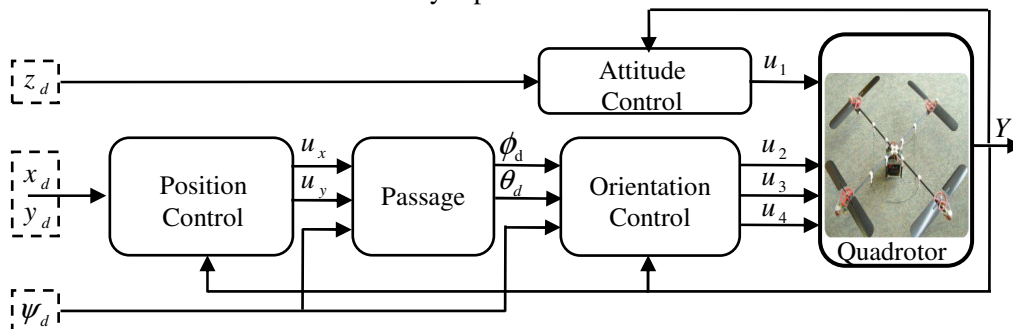 z_d
Attitude
Control
u_1
x_d
y_d
Position
Control
u_x
u_y
Passage
ϕ_d
θ_d
Orientation
Control
u_2
u_3
u_4
Quadrotor
Y
ψ_d